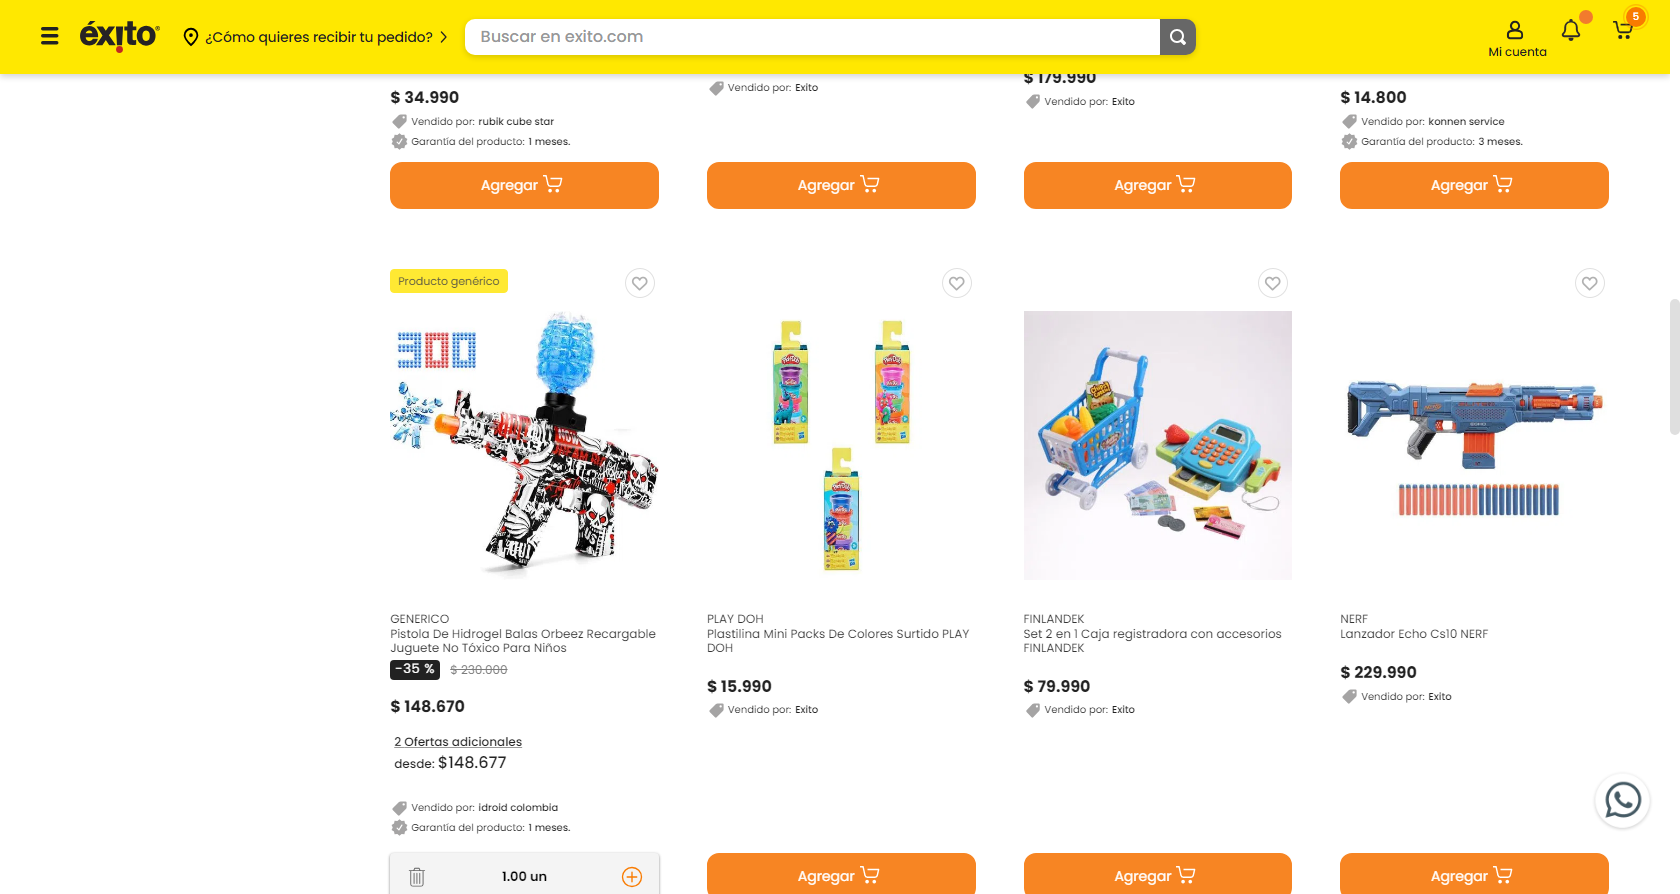 éxito
¿Cómo quieres recibir tu pedido?
Buscar en exito.com
Mi cuenta
5
$ 34.990
Vendido por: rubik cube star
Garantía del producto: 1 meses.
Agregar
Vendido por: Exito
Agregar
$ 179.990
Vendido por: Exito
Agregar
$ 14.800
Vendido por: konnen service
Garantía del producto: 3 meses.
Agregar
Producto genérico
300
GENERICO
Pistola De Hidrogel Balas Orbeez Recargable
Juguete No Tóxico Para Niños
-35 % $ 230.000
$ 148.670
2 Ofertas adicionales
desde: $148.677
Vendido por: idroid colombia
Garantía del producto: 1 meses.
1.00 un
PLAY DOH
Plastilina Mini Packs De Colores Surtido PLAY
DOH
$ 15.990
Vendido por: Exito
Agregar
FINLANDEK
Set 2 en 1 Caja registradora con accesorios
FINLANDEK
$ 79.990
Vendido por: Exito
Agregar
NERF
Lanzador Echo Cs10 NERF
$ 229.990
Vendido por: Exito
Agregar